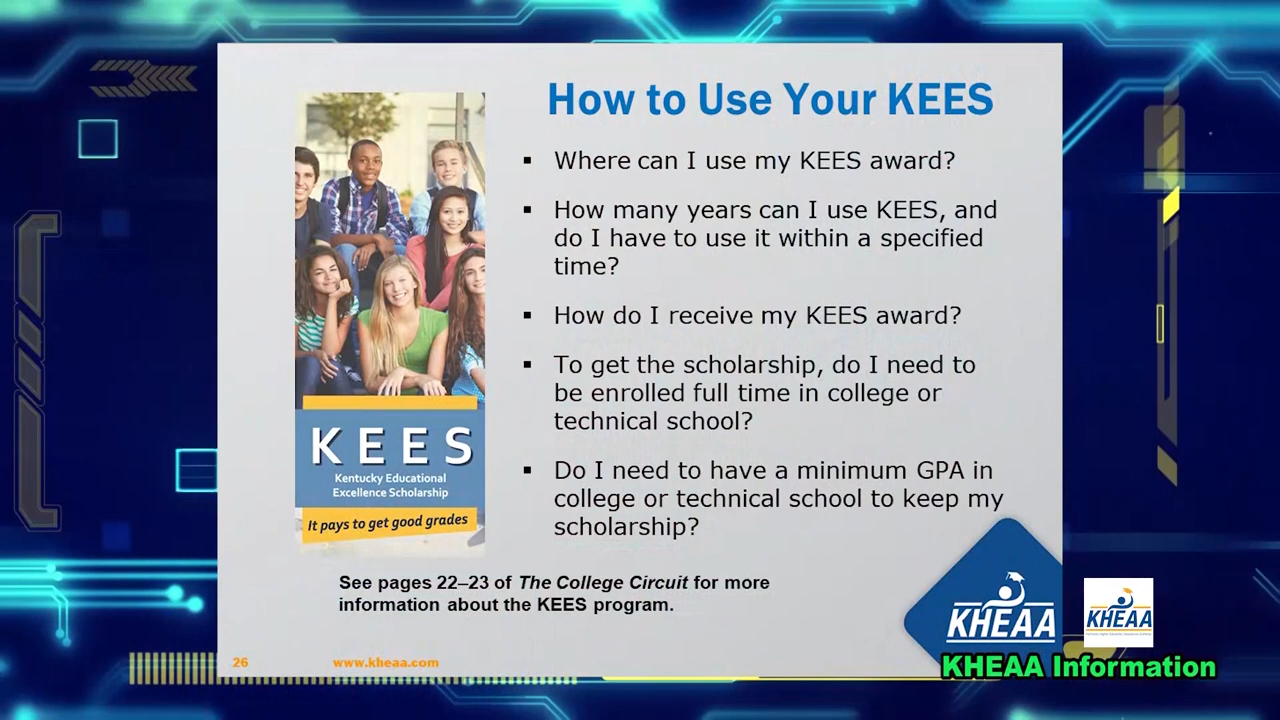 How to Use Your KEES
▪ Where can I use my KEES award?
▪ How many years can I use KEES, and
do I have to use it within a specified
time?
▪ How do I receive my KEES award?
▪ To get the scholarship, do I need to
be enrolled full time in college or
technical school?
▪ Do I need to have a minimum GPA in
college or technical school to keep my
scholarship?
KEES
Kentucky Educational
Excellence Scholarship
It pays to get good grades
See pages 22–23 of The College Circuit for more
information about the KEES program.
KHEAA
KHEAA
26
www.kheaa.com
KHEAA Information